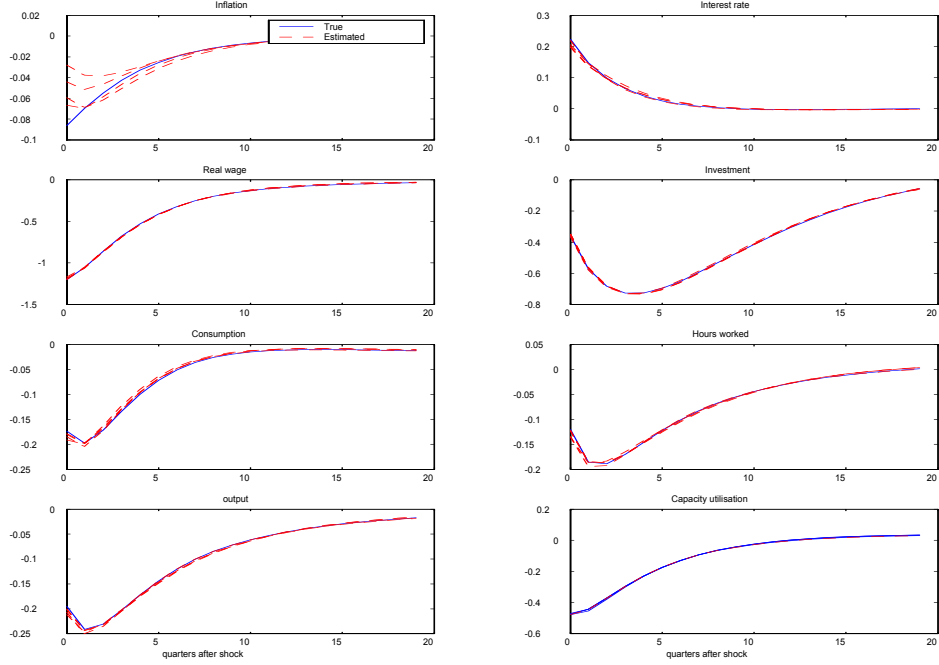 Inflation
0.02
0
-0.02
-0.04
-0.06
-0.08
-0.1
0 5 10 15 20
True
Estimated
Interest rate
0.3
0.2
0.1
0
-0.1
0 5 10 15 20
Real wage
0
-0.5
-1
-1.5
0 5 10 15 20
Investment
0
-0.2
-0.4
-0.6
-0.8
0 5 10 15 20
Consumption
0
-0.05
-0.1
-0.15
-0.2
-0.25
0 5 10 15 20
Hours worked
0.05
0
-0.05
-0.1
-0.15
-0.2
0 5 10 15 20
output
0
-0.05
-0.1
-0.15
-0.2
-0.25
0 5 10 15 20
quarters after shock
Capacity utilisation
0.2
0
-0.2
-0.4
-0.6
0 5 10 15 20
quarters after shock